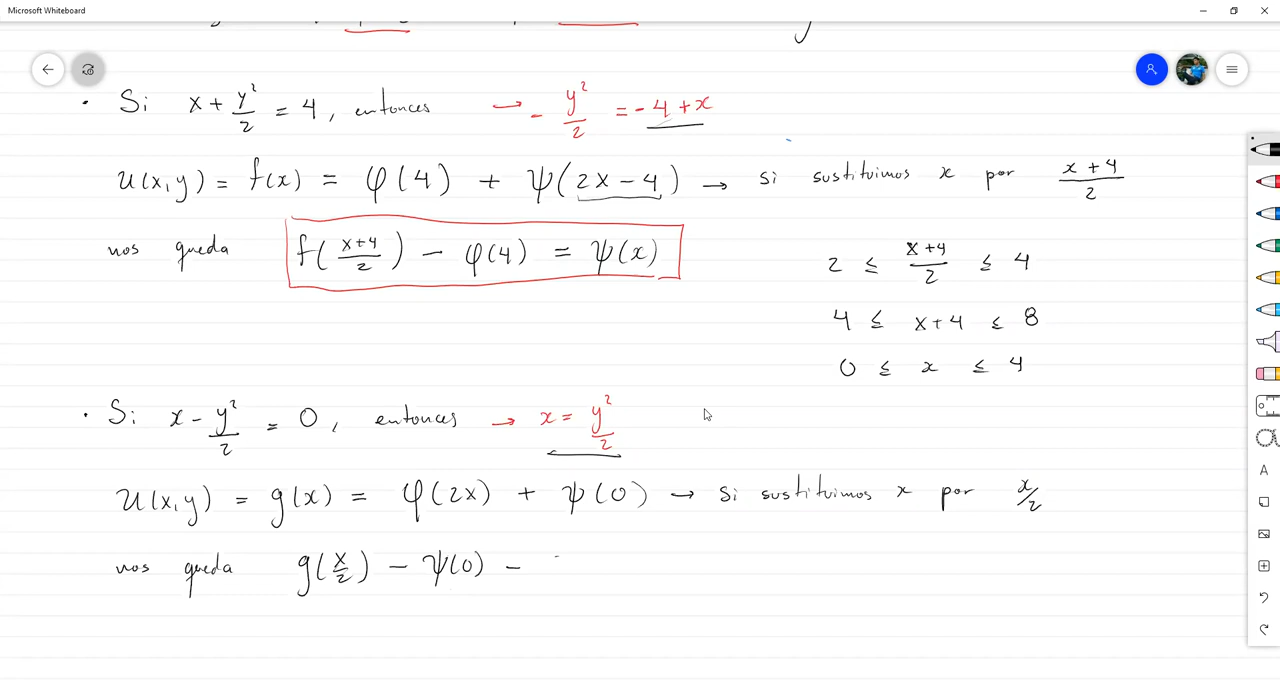 Microsoft Whiteboard
• Si x + y²/2 = 4, entonces → - y²/2 = -4 + x
u(x,y) = f(x) = φ(4) + ψ(2x - 4) → si sustituimos x por (x+4)/2
nos queda f((x+4)/2) - φ(4) = ψ(x)
2 ≤ (x+4)/2 ≤ 4
4 ≤ x+4 ≤ 8
0 ≤ x ≤ 4
• Si x - y²/2 = 0, entonces → x = y²/2
u(x,y) = g(x) = φ(2x) + ψ(0) → si sustituimos x por x/2
nos queda g(x/2) - ψ(0) -
A